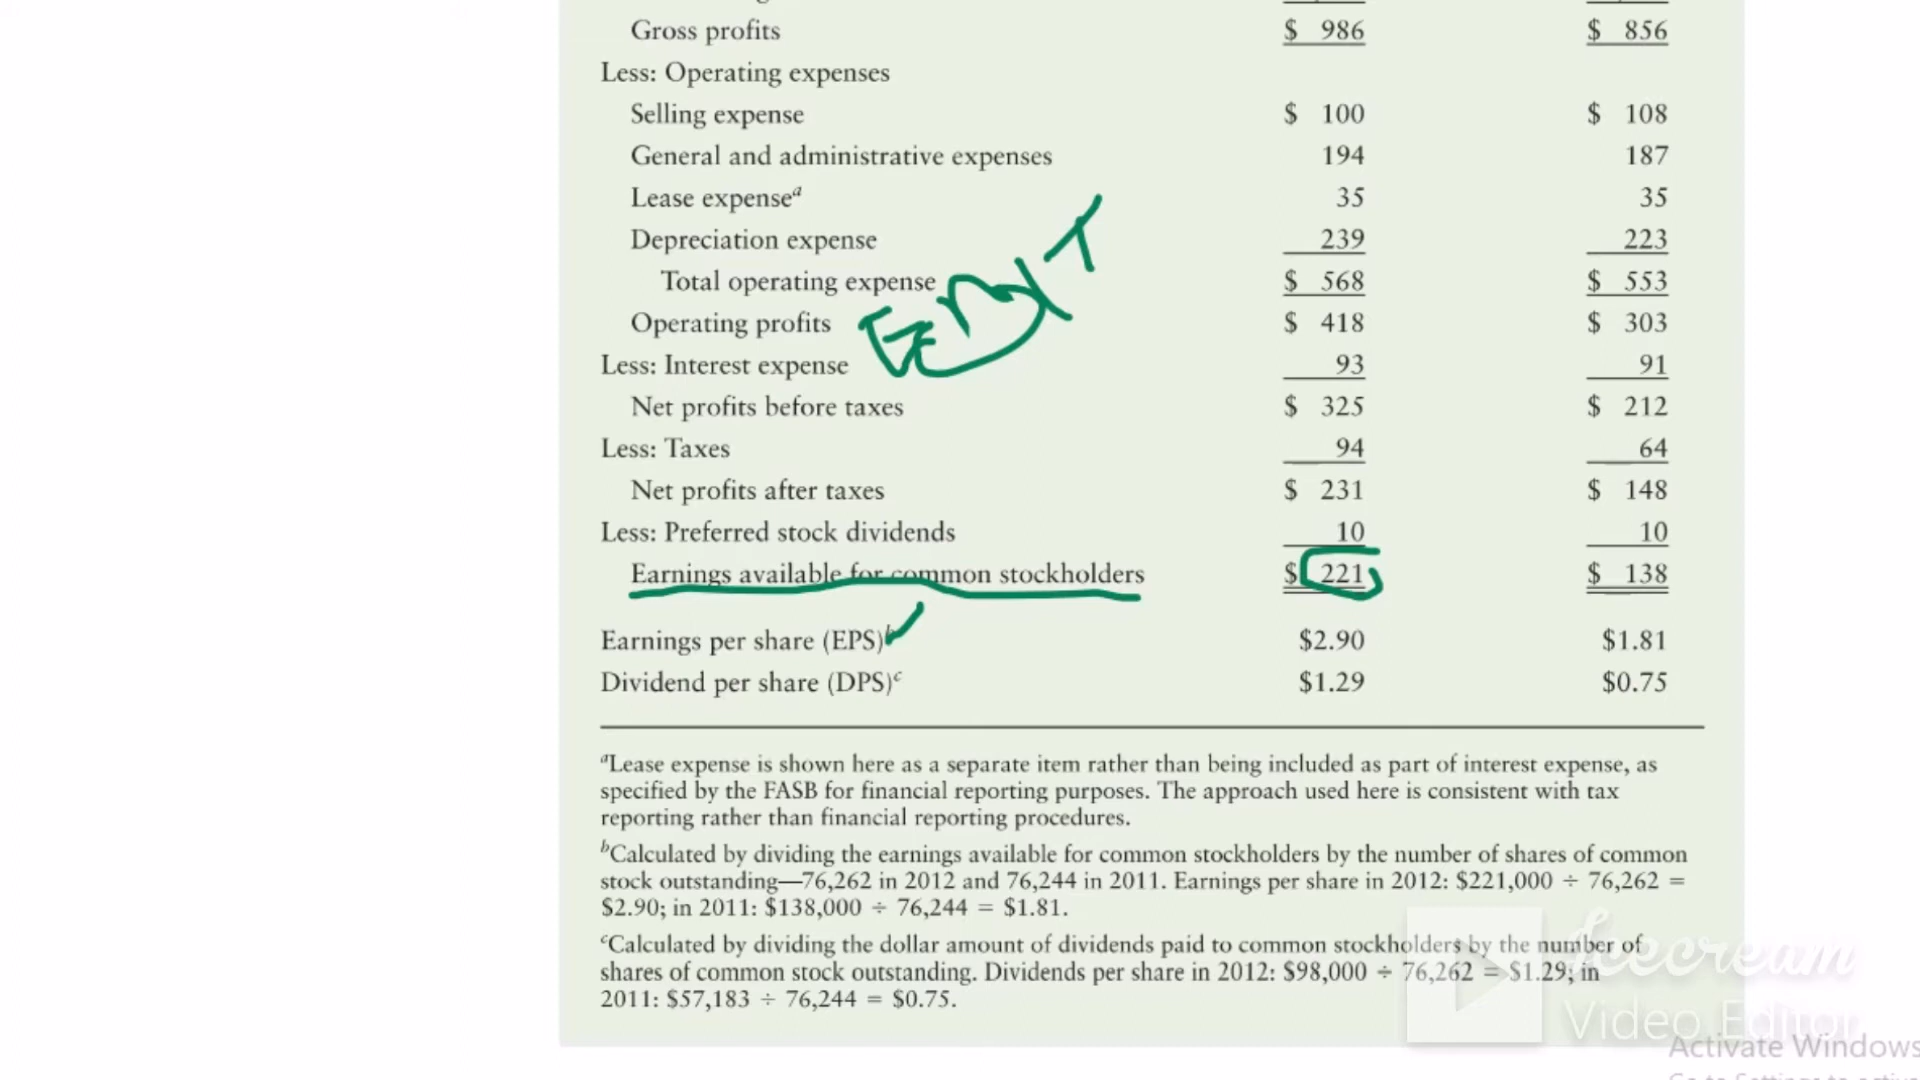 Gross profits $ 986 $ 856
Less: Operating expenses
Selling expense $ 100 $ 108
General and administrative expenses 194 187
Lease expenseᵃ 35 35
Depreciation expense 239 223
Total operating expense $ 568 $ 553
Operating profits $ 418 $ 303
Less: Interest expense 93 91
Net profits before taxes $ 325 $ 212
Less: Taxes 94 64
Net profits after taxes $ 231 $ 148
Less: Preferred stock dividends 10 10
Earnings available for common stockholders $ 221 $ 138
Earnings per share (EPS)ᵇ $2.90 $1.81
Dividend per share (DPS)ᶜ $1.29 $0.75
ᵃLease expense is shown here as a separate item rather than being included as part of interest expense, as
specified by the FASB for financial reporting purposes. The approach used here is consistent with tax
reporting rather than financial reporting procedures.
ᵇCalculated by dividing the earnings available for common stockholders by the number of shares of common
stock outstanding—76,262 in 2012 and 76,244 in 2011. Earnings per share in 2012: $221,000 ÷ 76,262 =
$2.90; in 2011: $138,000 ÷ 76,244 = $1.81.
ᶜCalculated by dividing the dollar amount of dividends paid to common stockholders by the number of
shares of common stock outstanding. Dividends per share in 2012: $98,000 ÷ 76,262 = $1.29; in
2011: $57,183 ÷ 76,244 = $0.75.
Icecream
Video Editor
Activate Windows